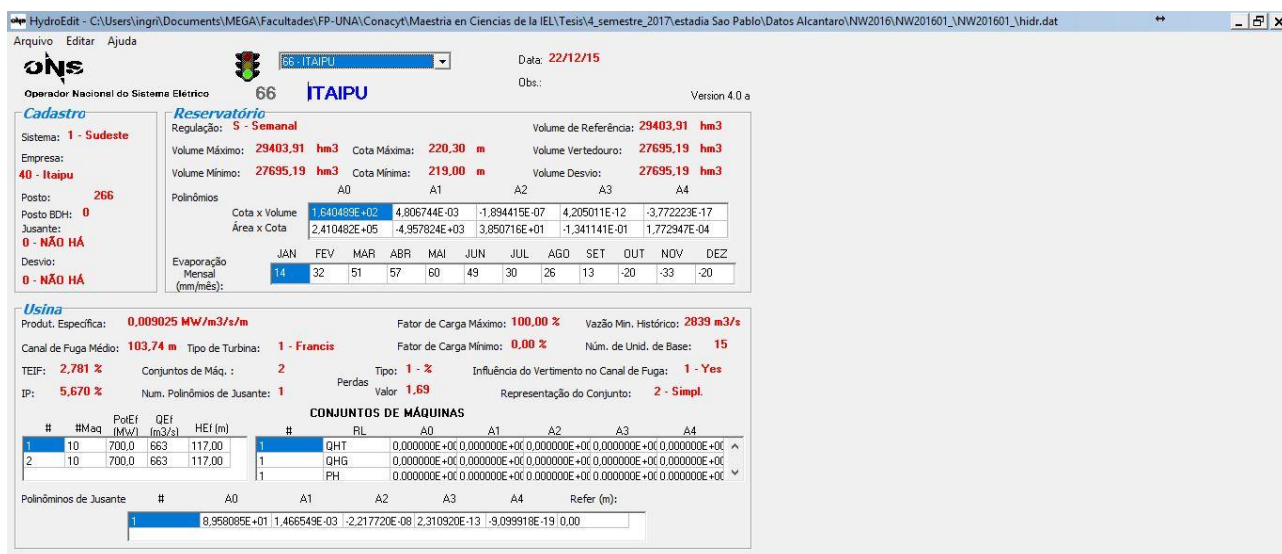 HydroEdit - C:\Users\ingri\Documents\MEGA\Facultades\FP-UNA\Conacyt\Maestria en Ciencias de la IEL\Tesis\4_semestre_2017\estadia Sao Pablo\Datos Alcantaro\NW2016\NW201601_\NW201601_\hidr.dat
Arquivo Editar Ajuda
ONS
Operador Nacional do Sistema Elétrico
66 - ITAIPU
66 ITAIPU
Data: 22/12/15
Obs.:
Version 4.0 a
Cadastro
Sistema: 1 - Sudeste
Empresa:
40 - Itaipu
Posto: 266
Posto BDH: 0
Jusante:
0 - NÃO HÁ
Desvio:
0 - NÃO HÁ
Reservatório
Regulação: S - Semanal Volume de Referência: 29403,91 hm3
Volume Máximo: 29403,91 hm3 Cota Máxima: 220,30 m Volume Vertedouro: 27695,19 hm3
Volume Mínimo: 27695,19 hm3 Cota Mínima: 219,00 m Volume Desvio: 27695,19 hm3
Polinômios A0 A1 A2 A3 A4
Cota x Volume 1,640489E+02 4,806744E-03 -1,894415E-07 4,205011E-12 -3,772223E-17
Área x Cota 2,410482E+05 -4,957824E+03 3,850716E+01 -1,341141E-01 1,772947E-04
JAN FEV MAR ABR MAI JUN JUL AGO SET OUT NOV DEZ
Evaporação Mensal (mm/mês): 14 32 51 57 60 49 30 26 13 -20 -33 -20
Usina
Produt. Específica: 0,009025 MW/m3/s/m Fator de Carga Máximo: 100,00 % Vazão Min. Histórico: 2839 m3/s
Canal de Fuga Médio: 103,74 m Tipo de Turbina: 1 - Francis Fator de Carga Mínimo: 0,00 % Núm. de Unid. de Base: 15
TEIF: 2,781 % Conjuntos de Máq. : 2 Perdas Tipo: 1 - % Influência do Vertimento no Canal de Fuga: 1 - Yes
IP: 5,670 % Num. Polinômios de Jusante: 1 Valor 1,69 Representação do Conjunto: 2 - Simpl.
CONJUNTOS DE MÁQUINAS
# #Maq PotEf (MW) QEf (m3/s) HEf (m)
1 10 700,0 663 117,00
2 10 700,0 663 117,00
# RL A0 A1 A2 A3 A4
1 QHT 0,000000E+00 0,000000E+00 0,000000E+00 0,000000E+00 0,000000E+00
1 QHG 0,000000E+00 0,000000E+00 0,000000E+00 0,000000E+00 0,000000E+00
1 PH 0,000000E+00 0,000000E+00 0,000000E+00 0,000000E+00 0,000000E+00
Polinôminos de Jusante # A0 A1 A2 A3 A4 Refer (m):
1 8,958085E+01 1,466549E-03 -2,217720E-08 2,310920E-13 -9,099918E-19 0,00